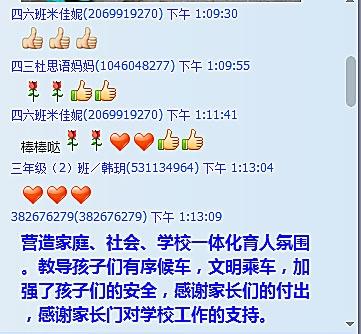 四六班米佳妮(2069919270) 下午 1:09:30
四三杜思语妈妈(1046048277) 下午 1:09:55
四六班米佳妮(2069919270) 下午 1:11:41
棒棒哒
三年级（2）班／韩玥(531134964) 下午 1:13:04
382676279(382676279) 下午 1:13:09
营造家庭、社会、学校一体化育人氛围
。教导孩子们有序候车，文明乘车，加
强了孩子们的安全，感谢家长们的付出
，感谢家长门对学校工作的支持。